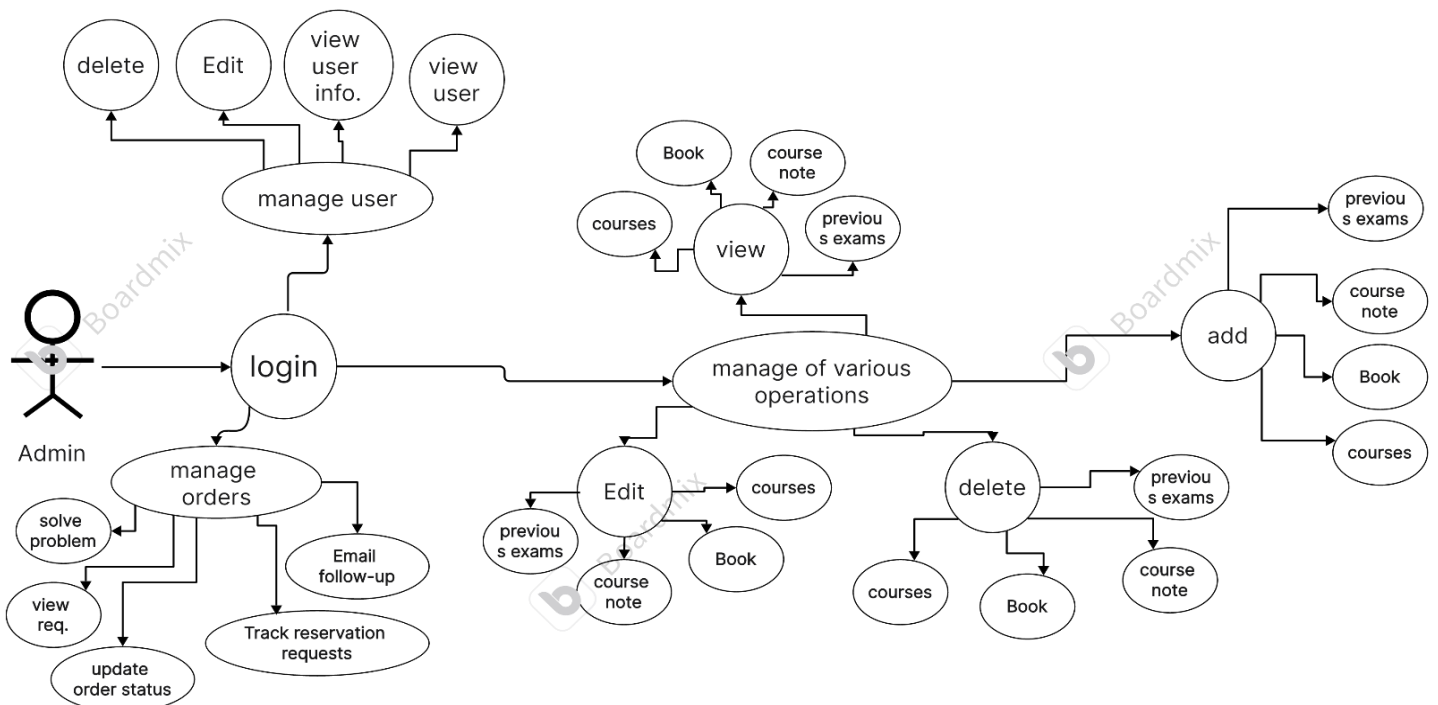 delete
Edit
view
user
info.
view
user
manage user
Book
course
note
courses
previou
s exams
view
previou
s exams
course
note
add
Book
courses
Boardmix
Boardmix
login
manage of various
operations
Admin
manage
orders
solve
problem
view
req.
update
order status
Track reservation
requests
Email
follow-up
Edit
courses
previou
s exams
course
note
Book
Boardmix
delete
previou
s exams
courses
Book
course
note